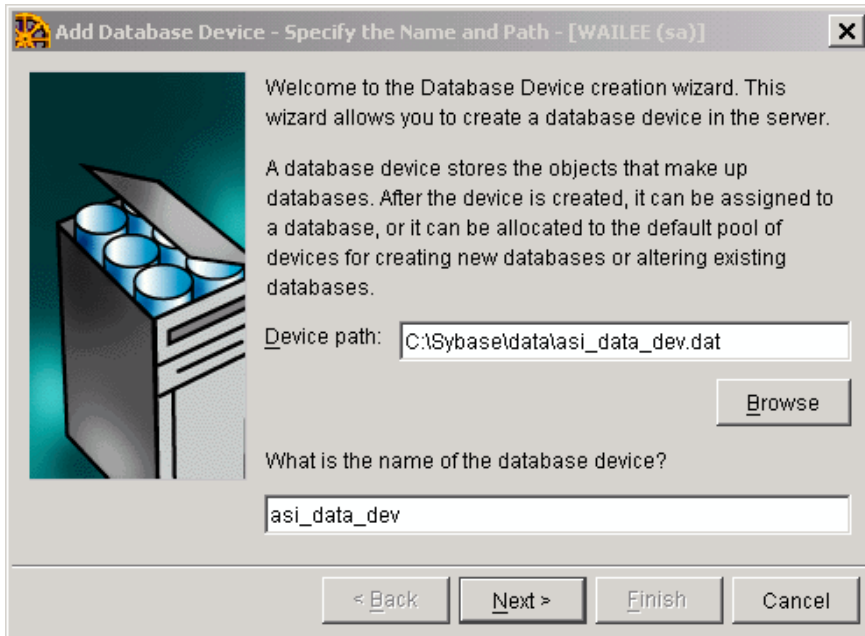 Add Database Device - Specify the Name and Path - [WAILEE (sa)]
Welcome to the Database Device creation wizard. This
wizard allows you to create a database device in the server.
A database device stores the objects that make up
databases. After the device is created, it can be assigned to
a database, or it can be allocated to the default pool of
devices for creating new databases or altering existing
databases.
Device path: C:\Sybase\data\asi_data_dev.dat
Browse
What is the name of the database device?
asi_data_dev
< Back Next > Finish Cancel